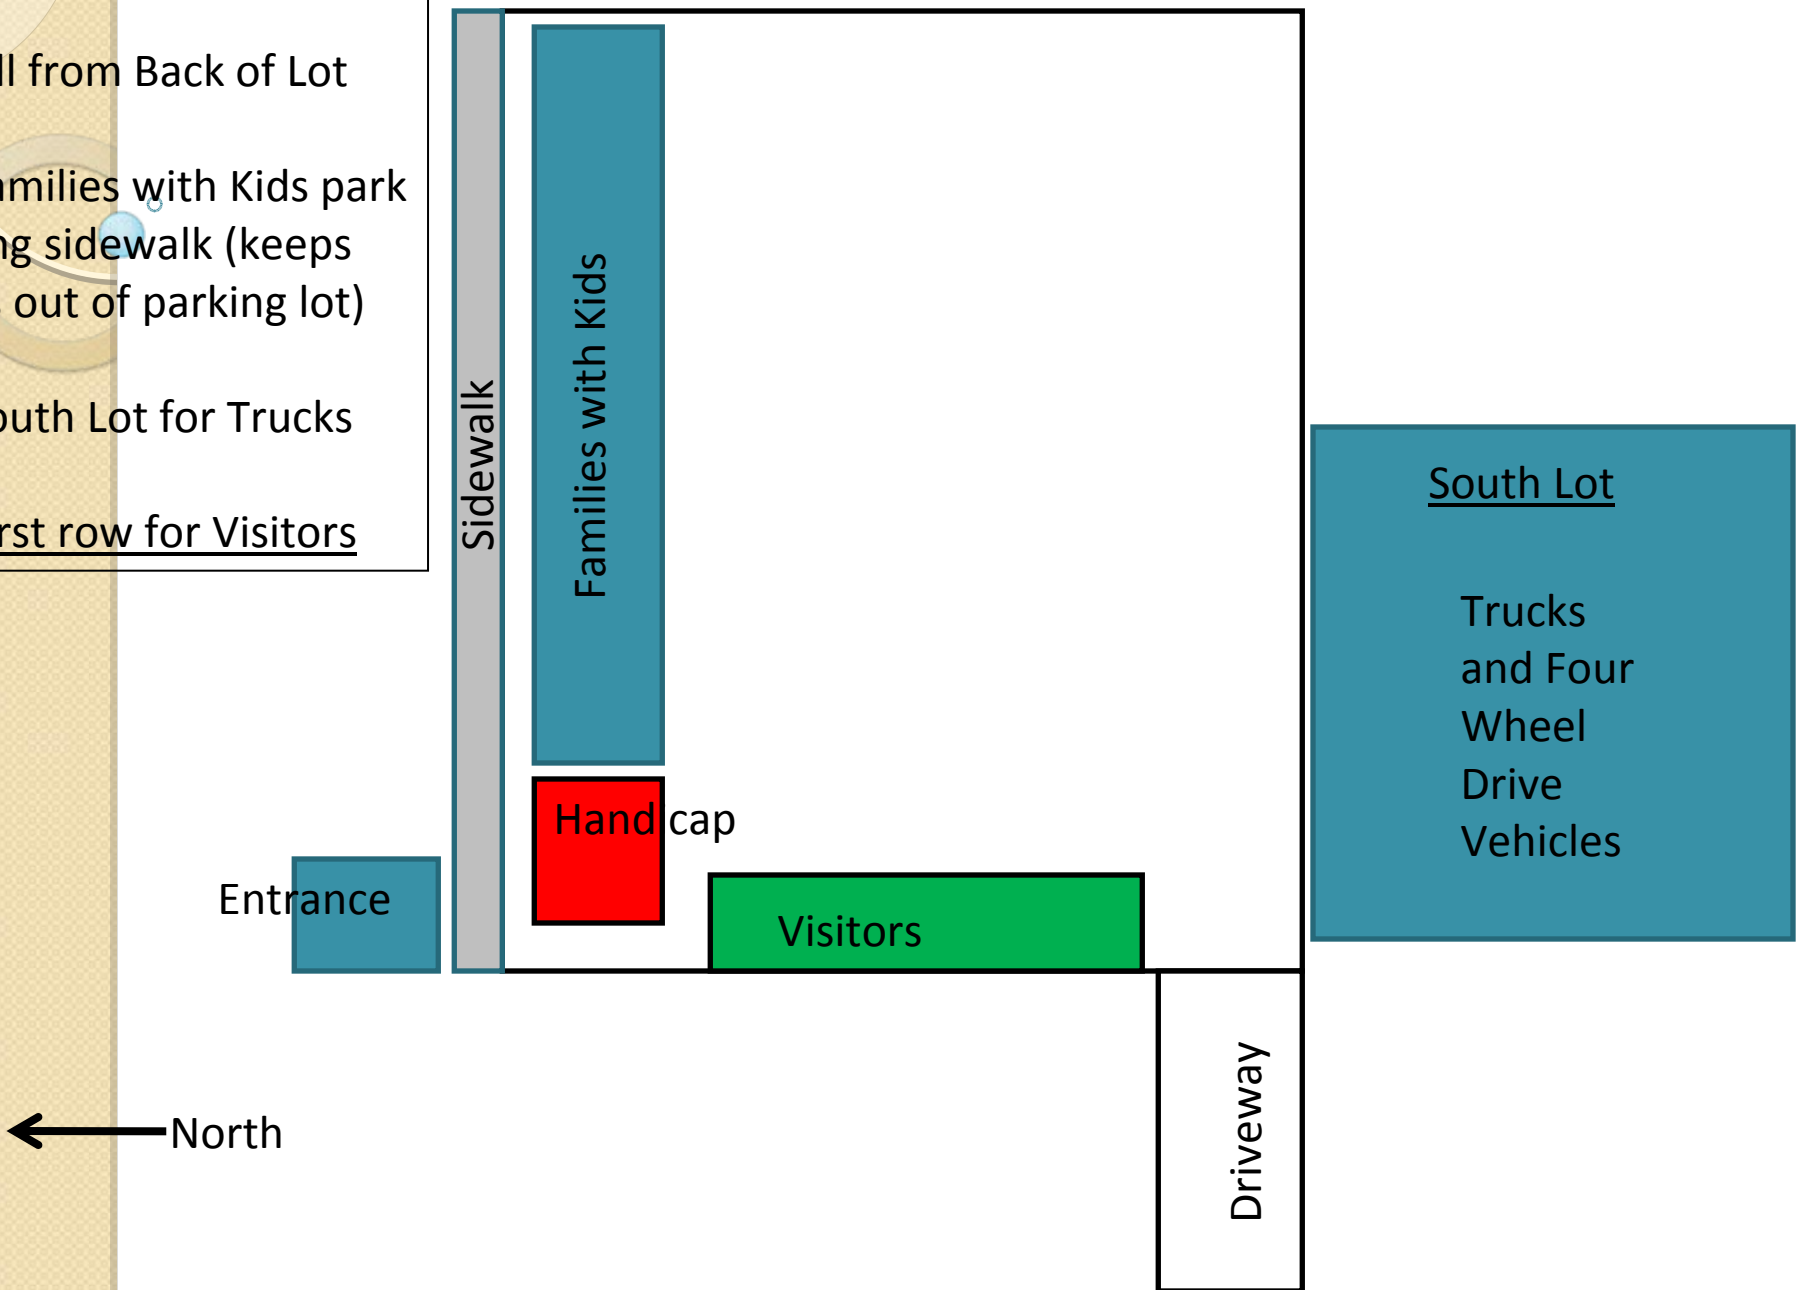 ll from Back of Lot
milies with Kids park
ng sidewalk (keeps
out of parking lot)
outh Lot for Trucks
rst row for Visitors
Sidewalk
Families with Kids
Handicap
Entrance
Visitors
South Lot
Trucks
and Four
Wheel
Drive
Vehicles
North
Driveway